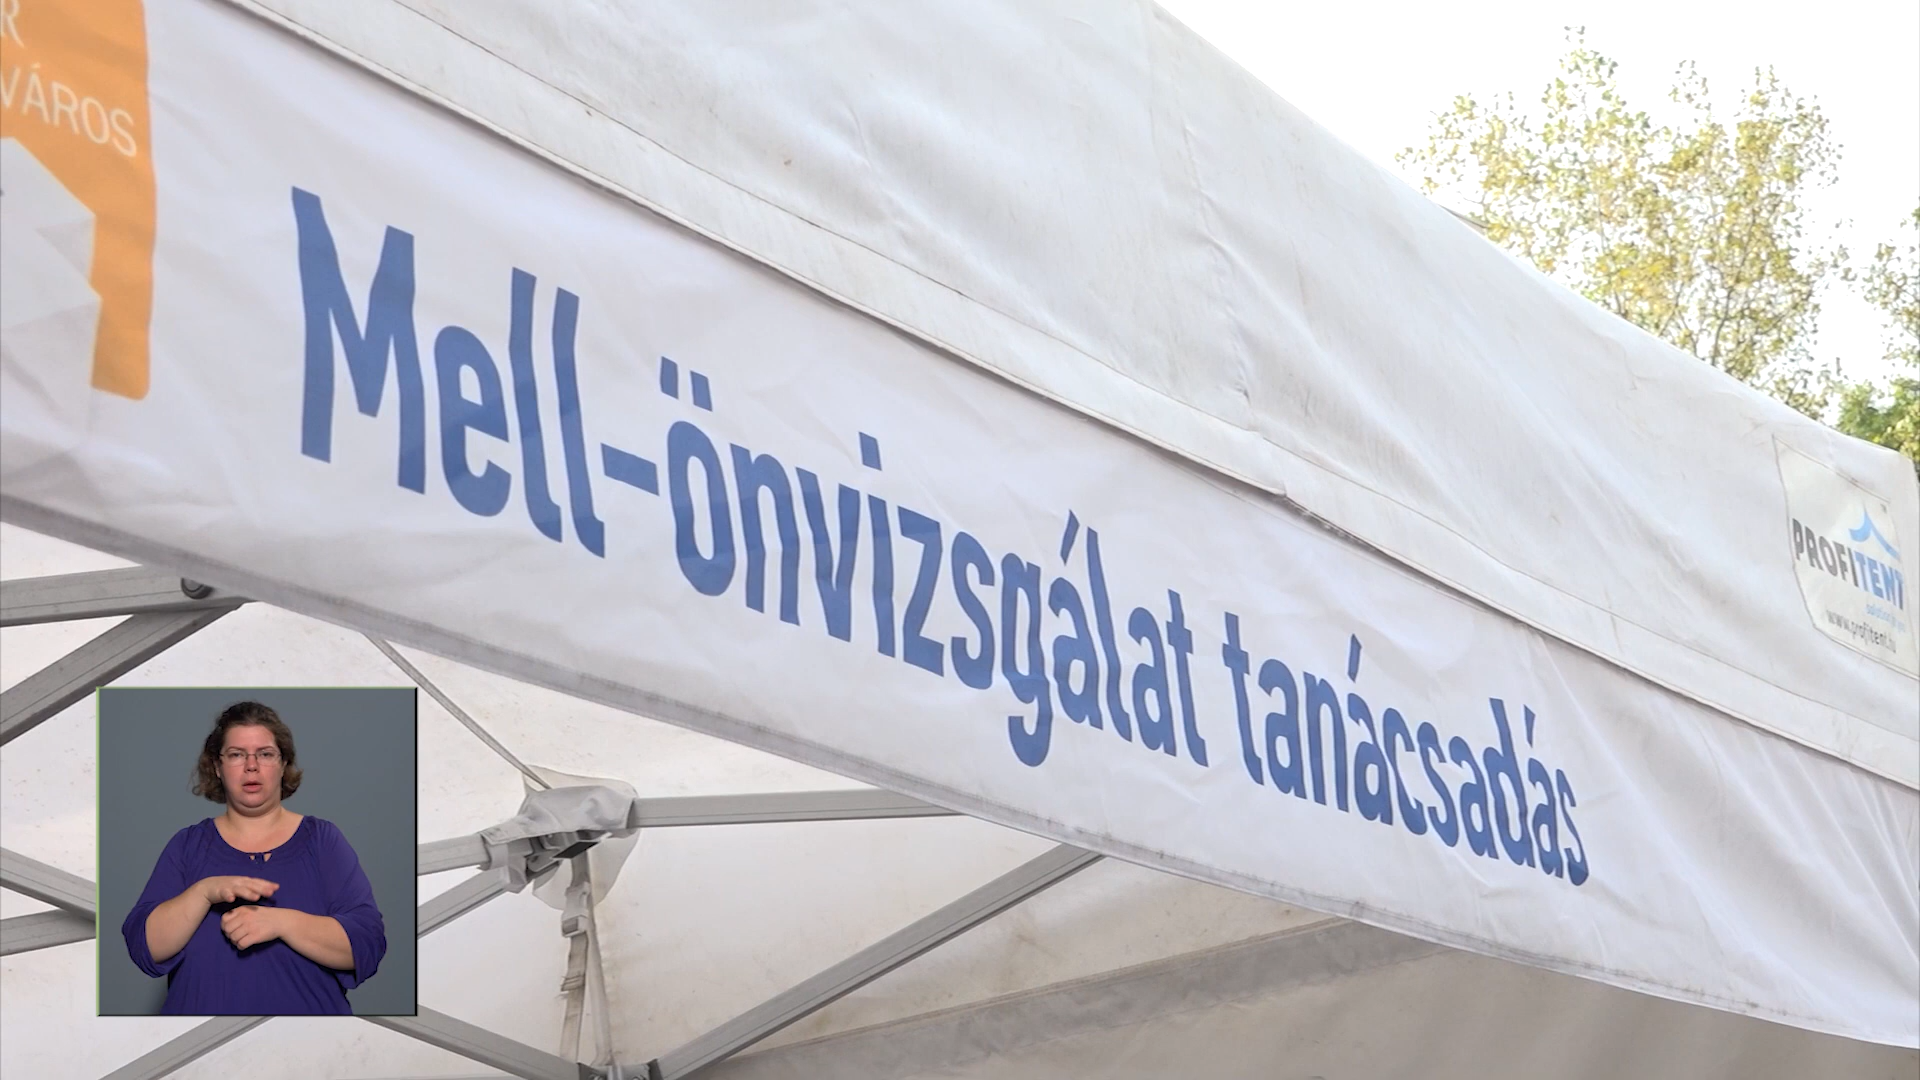 R
VÁROS
Mell-önvizsgálat tanácsadás
PROFITENT
www.profitent.hu